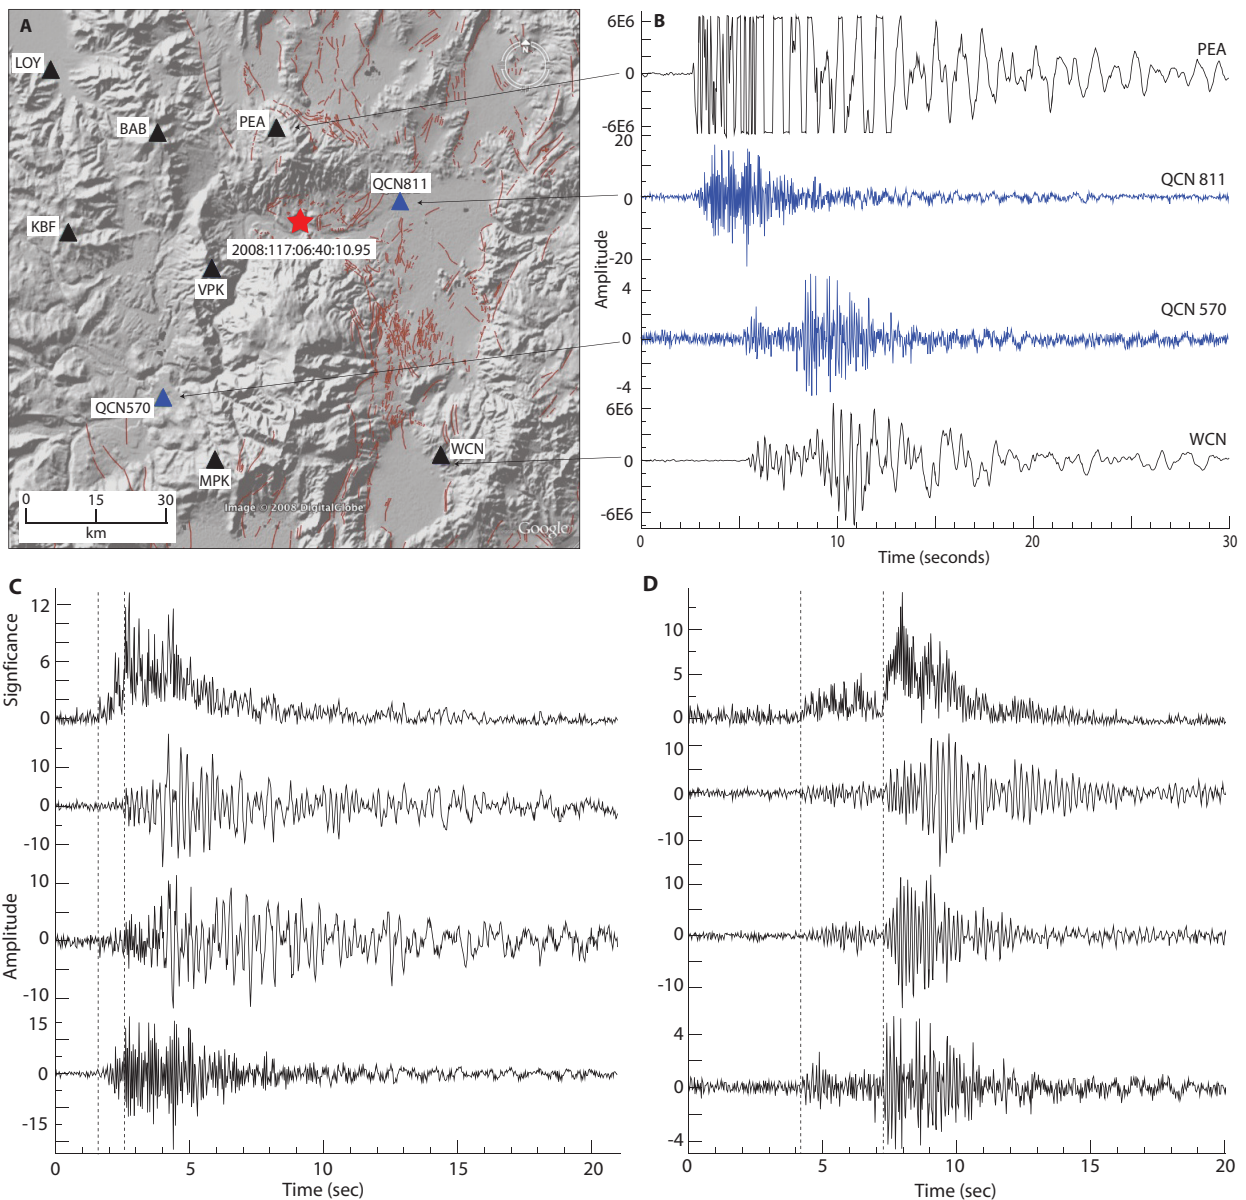 A
N
LOY
BAB
PEA
QCN811
KBF
2008:117:06:40:10.95
VPK
QCN570
WCN
MPK
0 15 30
km
Image © 2008 DigitalGlobe
Google
B
6E6
0
-6E6
PEA
20
0
-20
QCN 811
Amplitude
4
0
-4
QCN 570
6E6
0
-6E6
WCN
0 10 20 30
Time (seconds)
C
Signficance
12
6
0
10
0
-10
Amplitude
10
0
-10
15
0
-15
0 5 10 15 20
Time (sec)
D
10
5
0
10
0
-10
10
0
-10
4
0
-4
0 5 10 15 20
Time (sec)